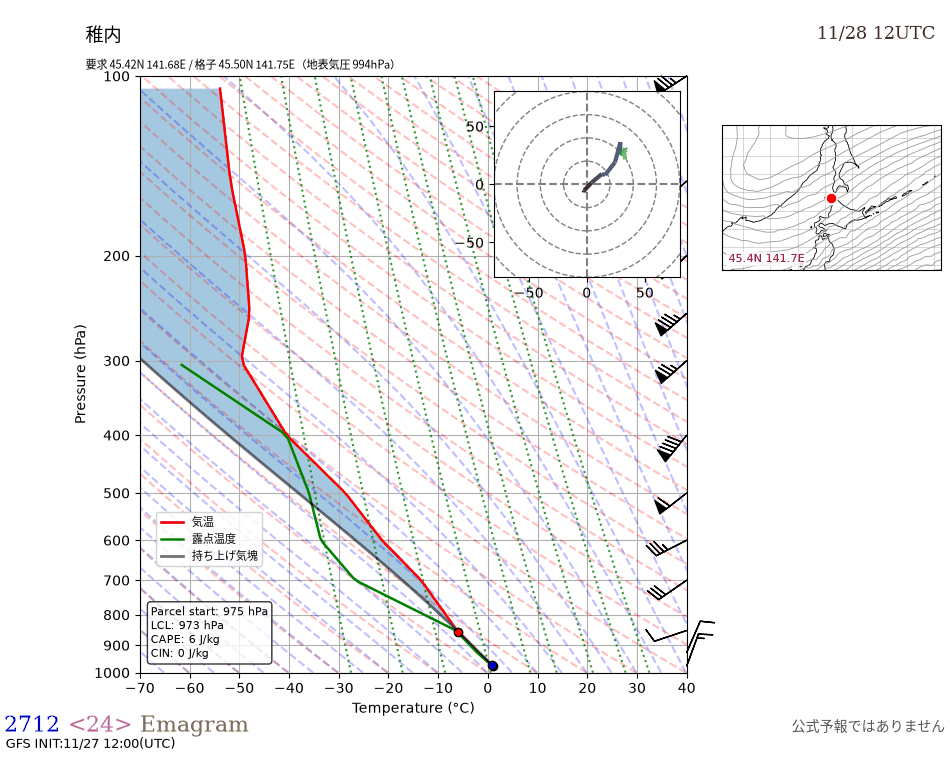 稚内
11/28 12UTC
要求 45.42N 141.68E / 格子 45.50N 141.75E（地表気圧 994hPa）
100
200
300
400
500
600
700
800
900
1000
Pressure (hPa)
−70 −60 −50 −40 −30 −20 −10 0 10 20 30 40
Temperature (°C)
50
0
−50
−50 0 50
45.4N 141.7E
気温
露点温度
持ち上げ気塊
Parcel start: 975 hPa
LCL: 973 hPa
CAPE: 6 J/kg
CIN: 0 J/kg
2712 <24> Emagram
公式予報ではありません
GFS INIT:11/27 12:00(UTC)